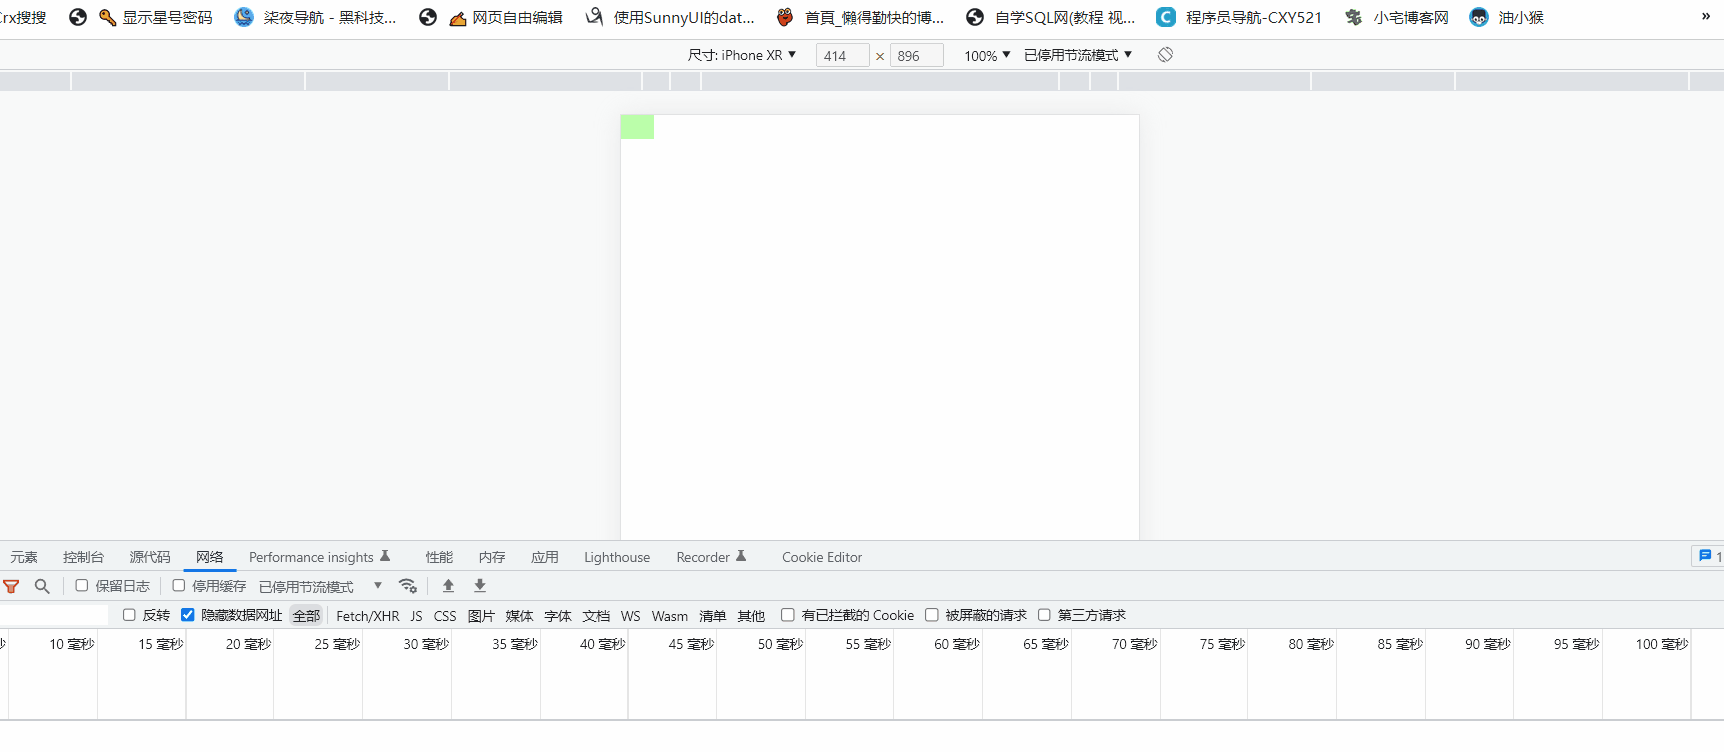 Crx搜搜 显示星号密码 柒夜导航 - 黑科技... 网页自由编辑 使用SunnyUI的dat... 首頁_懒得勤快的博... 自学SQL网(教程 视... 程序员导航-CXY521 小宅博客网 油小猴 »
尺寸: iPhone XR ▼ 414 × 896 100% ▼ 已停用节流模式 ▼
元素 控制台 源代码 网络 Performance insights 性能 内存 应用 Lighthouse Recorder Cookie Editor 1
保留日志 停用缓存 已停用节流模式 ▼
反转 隐藏数据网址 全部 Fetch/XHR JS CSS 图片 媒体 字体 文档 WS Wasm 清单 其他 有已拦截的 Cookie 被屏蔽的请求 第三方请求
10 毫秒 15 毫秒 20 毫秒 25 毫秒 30 毫秒 35 毫秒 40 毫秒 45 毫秒 50 毫秒 55 毫秒 60 毫秒 65 毫秒 70 毫秒 75 毫秒 80 毫秒 85 毫秒 90 毫秒 95 毫秒 100 毫秒